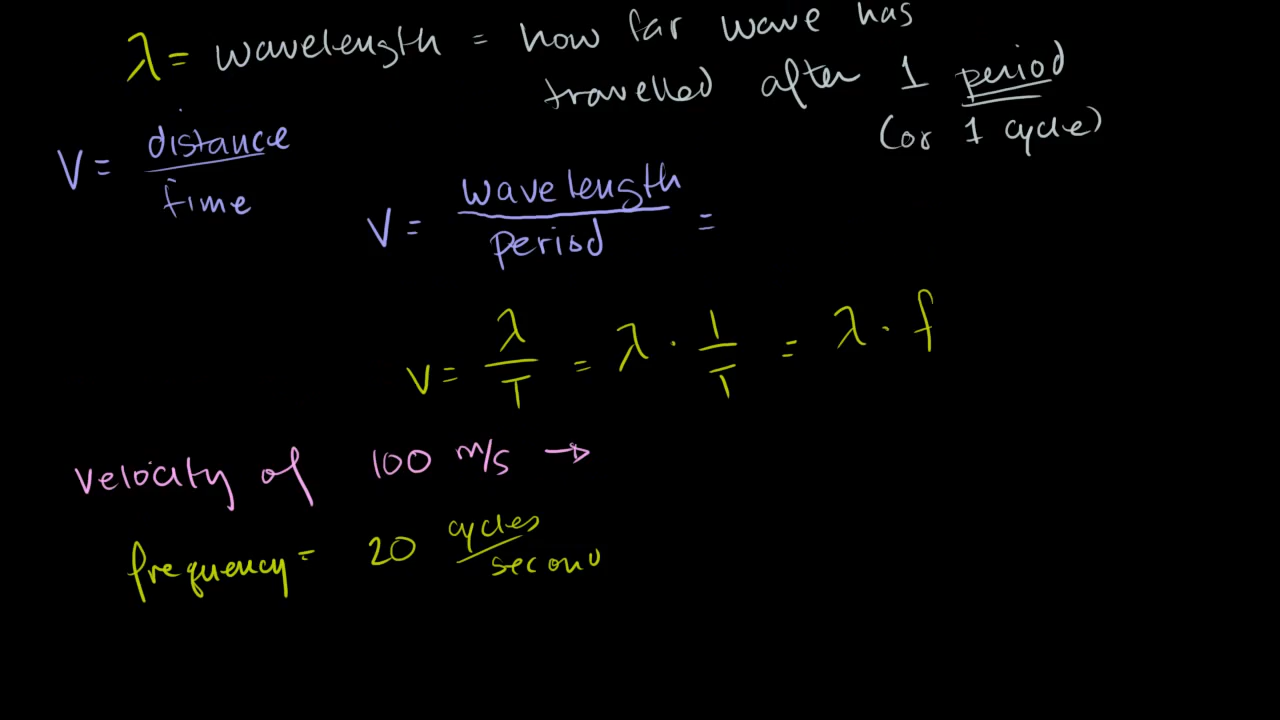 λ = wavelength = how far wave has
travelled after 1 period
(or 1 cycle)
V = distance/time
V = wavelength/period =
v = λ/T = λ · 1/T = λ · f
Velocity of 100 m/s →
frequency = 20 cycles/second